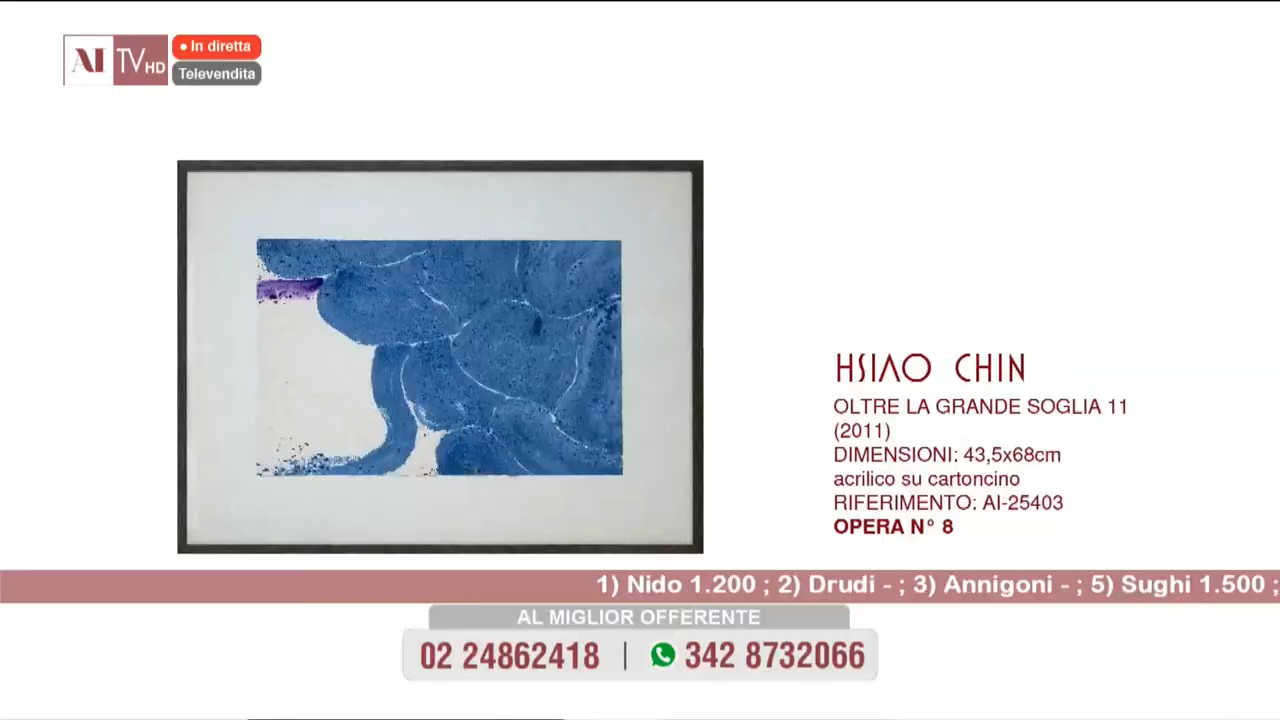 AI TV HD
In diretta
Televendita
HSIAO CHIN
OLTRE LA GRANDE SOGLIA 11
(2011)
DIMENSIONI: 43,5x68cm
acrilico su cartoncino
RIFERIMENTO: AI-25403
OPERA N° 8
1) Nido 1.200 ; 2) Drudi - ; 3) Annigoni - ; 5) Sughi 1.500 ;
AL MIGLIOR OFFERENTE
02 24862418 | 342 8732066